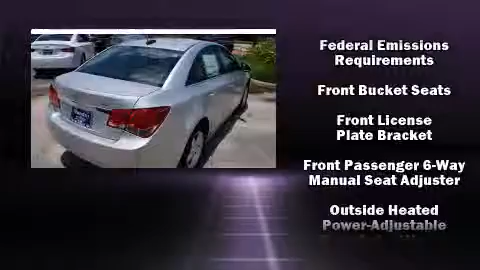 Federal Emissions
Requirements
Front Bucket Seats
Front License
Plate Bracket
Front Passenger 6-Way
Manual Seat Adjuster
Outside Heated
Power-Adjustable